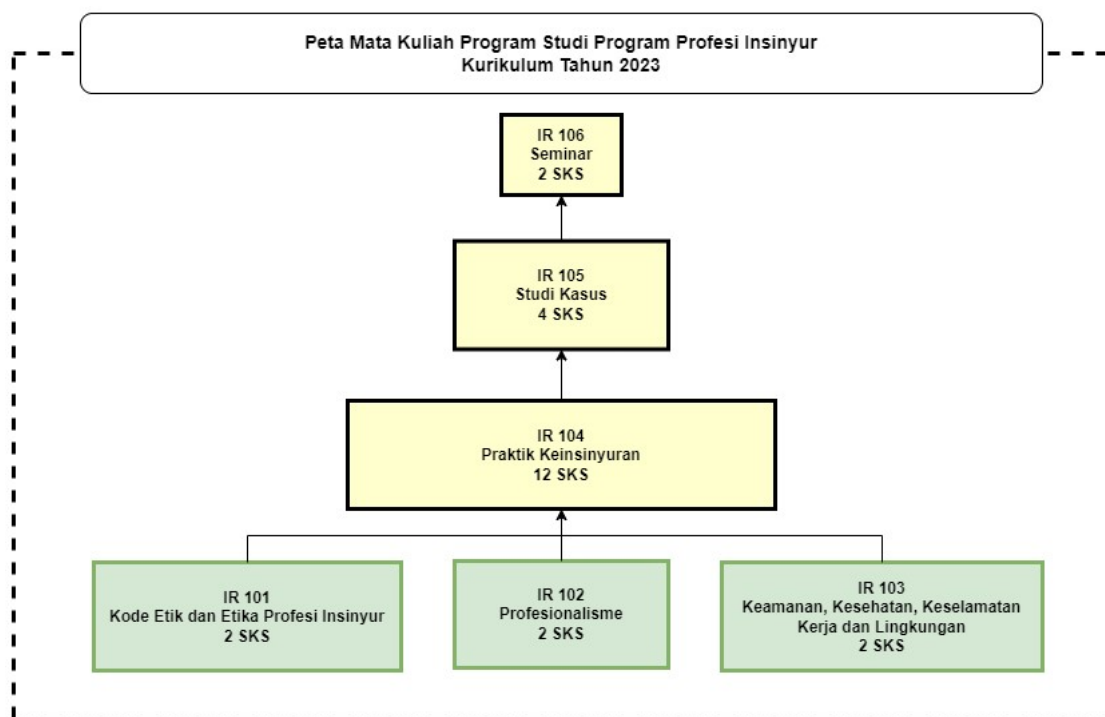 Peta Mata Kuliah Program Studi Program Profesi Insinyur
Kurikulum Tahun 2023
IR 106
Seminar
2 SKS
IR 105
Studi Kasus
4 SKS
IR 104
Praktik Keinsinyuran
12 SKS
IR 101
Kode Etik dan Etika Profesi Insinyur
2 SKS
IR 102
Profesionalisme
2 SKS
IR 103
Keamanan, Kesehatan, Keselamatan
Kerja dan Lingkungan
2 SKS